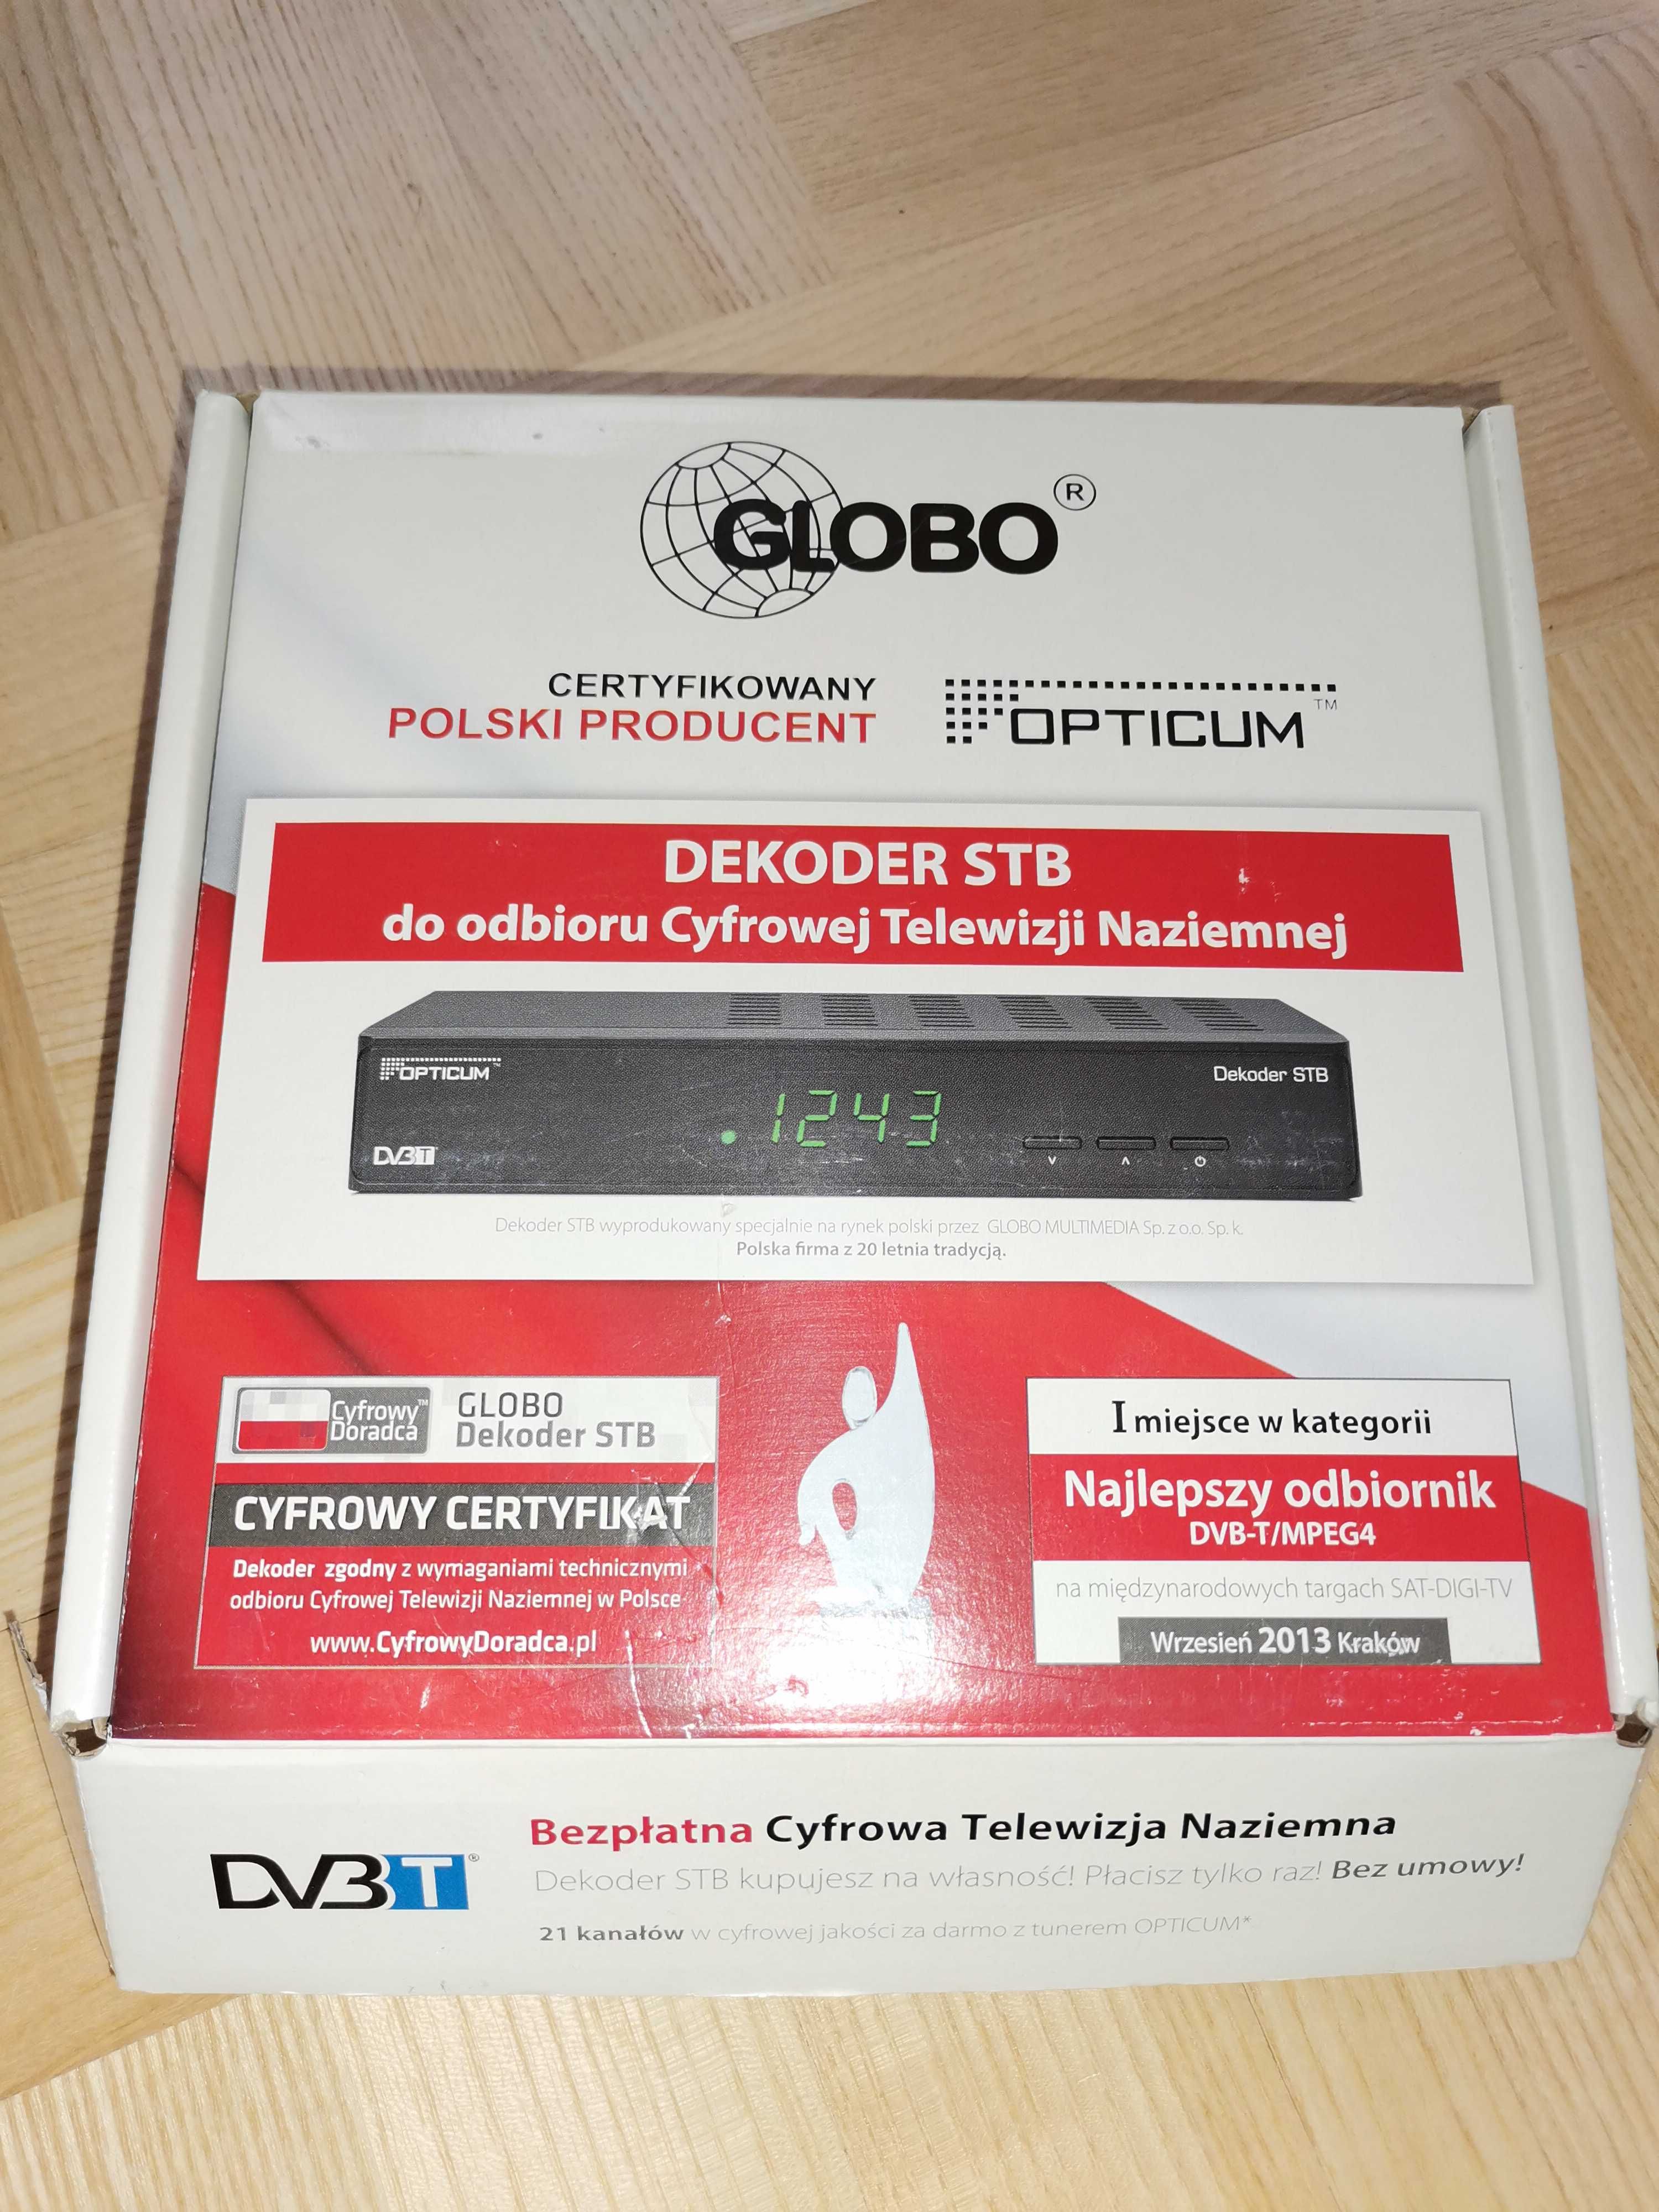 GLOBO ®
CERTYFIKOWANY
POLSKI PRODUCENT
OPTICUM ™
DEKODER STB
do odbioru Cyfrowej Telewizji Naziemnej
OPTICUM ™
Dekoder STB
1243
DVB T
Dekoder STB wyprodukowany specjalnie na rynek polski przez GLOBO MULTIMEDIA Sp. z o.o. Sp. k.
Polska firma z 20 letnia tradycją.
Cyfrowy ™
Doradca
GLOBO
Dekoder STB
CYFROWY CERTYFIKAT
Dekoder zgodny z wymaganiami technicznymi
odbioru Cyfrowej Telewizji Naziemnej w Polsce
www.CyfrowyDoradca.pl
I miejsce w kategorii
Najlepszy odbiornik
DVB-T/MPEG4
na międzynarodowych targach SAT-DIGI-TV
Wrzesień 2013 Kraków
DVB T ®
Bezpłatna Cyfrowa Telewizja Naziemna
Dekoder STB kupujesz na własność! Płacisz tylko raz! Bez umowy!
21 kanałów w cyfrowej jakości za darmo z tunerem OPTICUM*